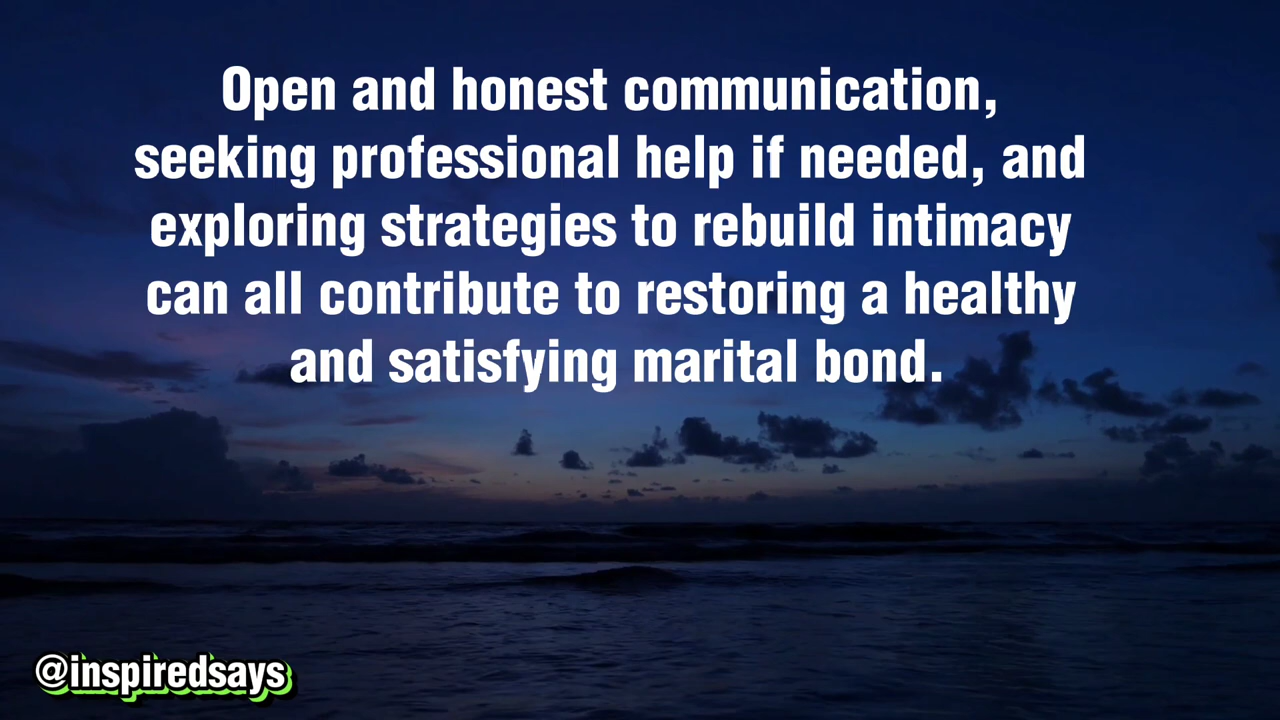 Open and honest communication,
seeking professional help if needed, and
exploring strategies to rebuild intimacy
can all contribute to restoring a healthy
and satisfying marital bond.
@inspiredsays